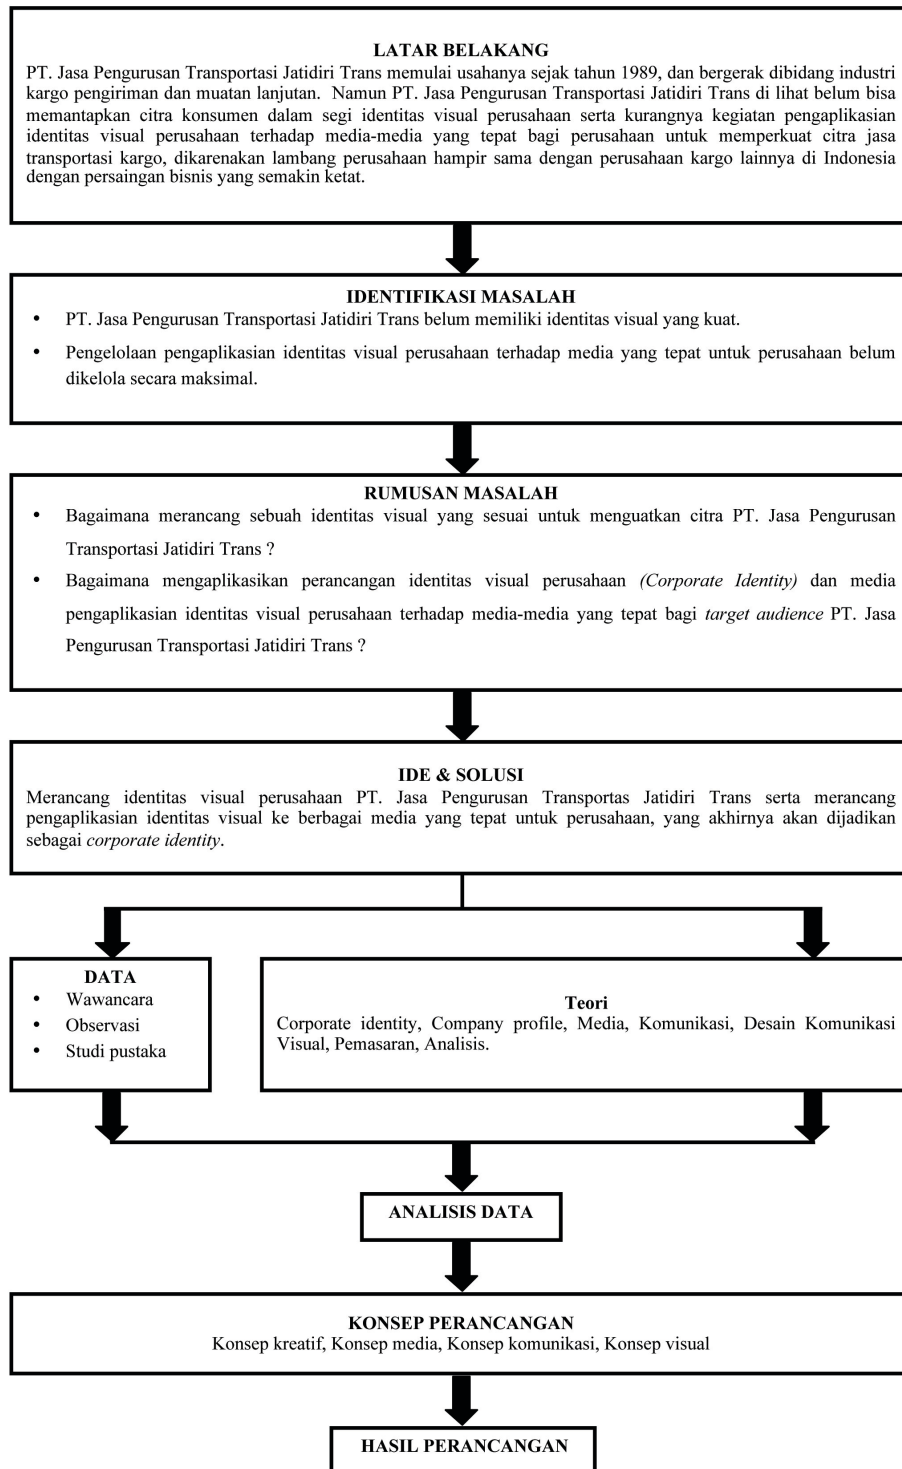 LATAR BELAKANG
PT. Jasa Pengurusan Transportasi Jatidiri Trans memulai usahanya sejak tahun 1989, dan bergerak dibidang industri
kargo pengiriman dan muatan lanjutan. Namun PT. Jasa Pengurusan Transportasi Jatidiri Trans di lihat belum bisa
memantapkan citra konsumen dalam segi identitas visual perusahaan serta kurangnya kegiatan pengaplikasian
identitas visual perusahaan terhadap media-media yang tepat bagi perusahaan untuk memperkuat citra jasa
transportasi kargo, dikarenakan lambang perusahaan hampir sama dengan perusahaan kargo lainnya di Indonesia
dengan persaingan bisnis yang semakin ketat.
IDENTIFIKASI MASALAH
• PT. Jasa Pengurusan Transportasi Jatidiri Trans belum memiliki identitas visual yang kuat.
• Pengelolaan pengaplikasian identitas visual perusahaan terhadap media yang tepat untuk perusahaan belum
dikelola secara maksimal.
RUMUSAN MASALAH
• Bagaimana merancang sebuah identitas visual yang sesuai untuk menguatkan citra PT. Jasa Pengurusan
Transportasi Jatidiri Trans ?
• Bagaimana mengaplikasikan perancangan identitas visual perusahaan (Corporate Identity) dan media
pengaplikasian identitas visual perusahaan terhadap media-media yang tepat bagi target audience PT. Jasa
Pengurusan Transportasi Jatidiri Trans ?
IDE & SOLUSI
Merancang identitas visual perusahaan PT. Jasa Pengurusan Transportas Jatidiri Trans serta merancang
pengaplikasian identitas visual ke berbagai media yang tepat untuk perusahaan, yang akhirnya akan dijadikan
sebagai corporate identity.
DATA
• Wawancara
• Observasi
• Studi pustaka
Teori
Corporate identity, Company profile, Media, Komunikasi, Desain Komunikasi
Visual, Pemasaran, Analisis.
ANALISIS DATA
KONSEP PERANCANGAN
Konsep kreatif, Konsep media, Konsep komunikasi, Konsep visual
HASIL PERANCANGAN